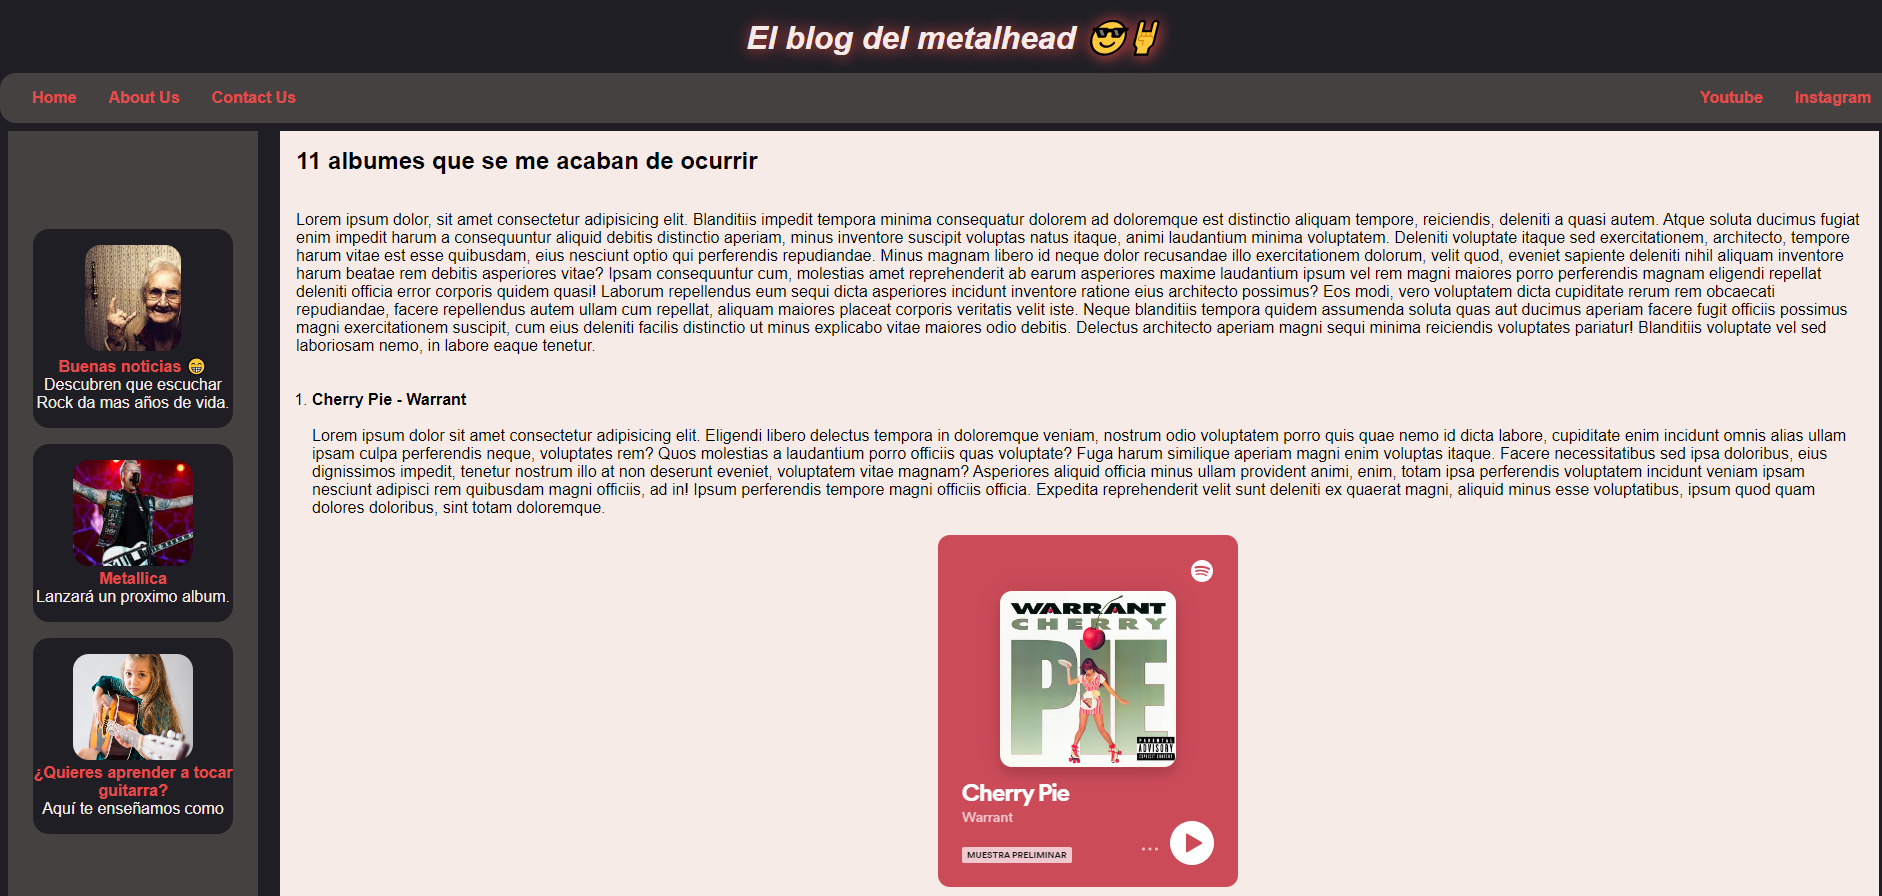 El blog del metalhead 😎🤘
Home About Us Contact Us Youtube Instagram
Buenas noticias 😁
Descubren que escuchar
Rock da mas años de vida.
Metallica
Lanzará un proximo album.
¿Quieres aprender a tocar
guitarra?
Aquí te enseñamos como
11 albumes que se me acaban de ocurrir
Lorem ipsum dolor, sit amet consectetur adipisicing elit. Blanditiis impedit tempora minima consequatur dolorem ad doloremque est distinctio aliquam tempore, reiciendis, deleniti a quasi autem. Atque soluta ducimus fugiat
enim impedit harum a consequuntur aliquid debitis distinctio aperiam, minus inventore suscipit voluptas natus itaque, animi laudantium minima voluptatem. Deleniti voluptate itaque sed exercitationem, architecto, tempore
harum vitae est esse quibusdam, eius nesciunt optio qui perferendis repudiandae. Minus magnam libero id neque dolor recusandae illo exercitationem dolorum, velit quod, eveniet sapiente deleniti nihil aliquam inventore
harum beatae rem debitis asperiores vitae? Ipsam consequuntur cum, molestias amet reprehenderit ab earum asperiores maxime laudantium ipsum vel rem magni maiores porro perferendis magnam eligendi repellat
deleniti officia error corporis quidem quasi! Laborum repellendus eum sequi dicta asperiores incidunt inventore ratione eius architecto possimus? Eos modi, vero voluptatem dicta cupiditate rerum rem obcaecati
repudiandae, facere repellendus autem ullam cum repellat, aliquam maiores placeat corporis veritatis velit iste. Neque blanditiis tempora quidem assumenda soluta quas aut ducimus aperiam facere fugit officiis possimus
magni exercitationem suscipit, cum eius deleniti facilis distinctio ut minus explicabo vitae maiores odio debitis. Delectus architecto aperiam magni sequi minima reiciendis voluptates pariatur! Blanditiis voluptate vel sed
laboriosam nemo, in labore eaque tenetur.
1. Cherry Pie - Warrant
Lorem ipsum dolor sit amet consectetur adipisicing elit. Eligendi libero delectus tempora in doloremque veniam, nostrum odio voluptatem porro quis quae nemo id dicta labore, cupiditate enim incidunt omnis alias ullam
ipsam culpa perferendis neque, voluptates rem? Quos molestias a laudantium porro officiis quas voluptate? Fuga harum similique aperiam magni enim voluptas itaque. Facere necessitatibus sed ipsa doloribus, eius
dignissimos impedit, tenetur nostrum illo at non deserunt eveniet, voluptatem vitae magnam? Asperiores aliquid officia minus ullam provident animi, enim, totam ipsa perferendis voluptatem incidunt veniam ipsam
nesciunt adipisci rem quibusdam magni officiis, ad in! Ipsum perferendis tempore magni officiis officia. Expedita reprehenderit velit sunt deleniti ex quaerat magni, aliquid minus esse voluptatibus, ipsum quod quam
dolores doloribus, sint totam doloremque.
WARRANT
CHERRY
PIE
PARENTAL
ADVISORY
EXPLICIT CONTENT
Cherry Pie
Warrant
MUESTRA PRELIMINAR